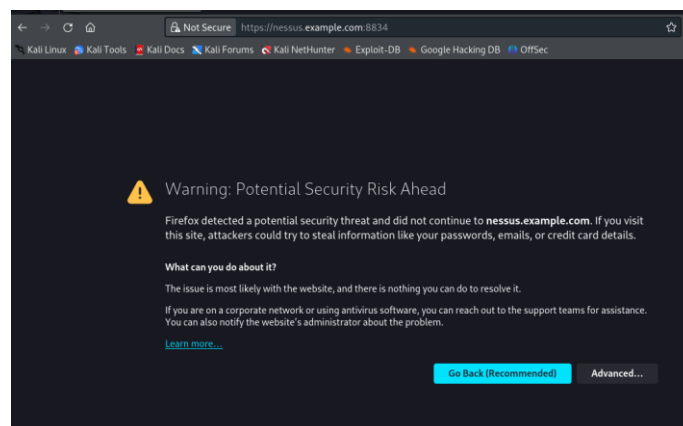 Not Secure https://nessus.example.com:8834
Kali Linux Kali Tools Kali Docs Kali Forums Kali NetHunter Exploit-DB Google Hacking DB OffSec
Warning: Potential Security Risk Ahead
Firefox detected a potential security threat and did not continue to nessus.example.com. If you visit
this site, attackers could try to steal information like your passwords, emails, or credit card details.
What can you do about it?
The issue is most likely with the website, and there is nothing you can do to resolve it.
If you are on a corporate network or using antivirus software, you can reach out to the support teams for assistance.
You can also notify the website's administrator about the problem.
Learn more...
Go Back (Recommended) Advanced...